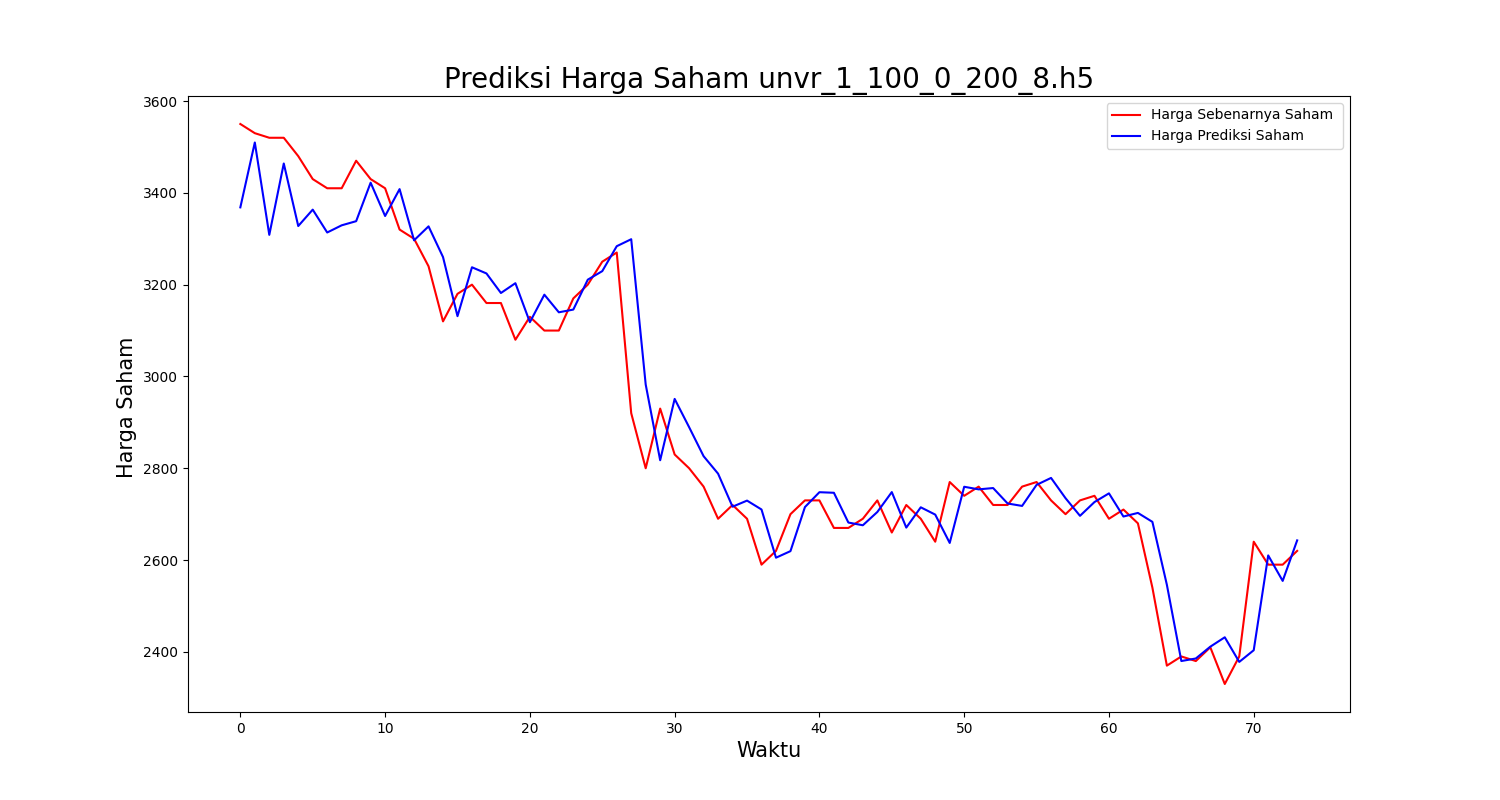 Prediksi Harga Saham unvr_1_100_0_200_8.h5
Harga Sebenarnya Saham
Harga Prediksi Saham
Harga Saham
3600
3400
3200
3000
2800
2600
2400
0 10 20 30 40 50 60 70
Waktu